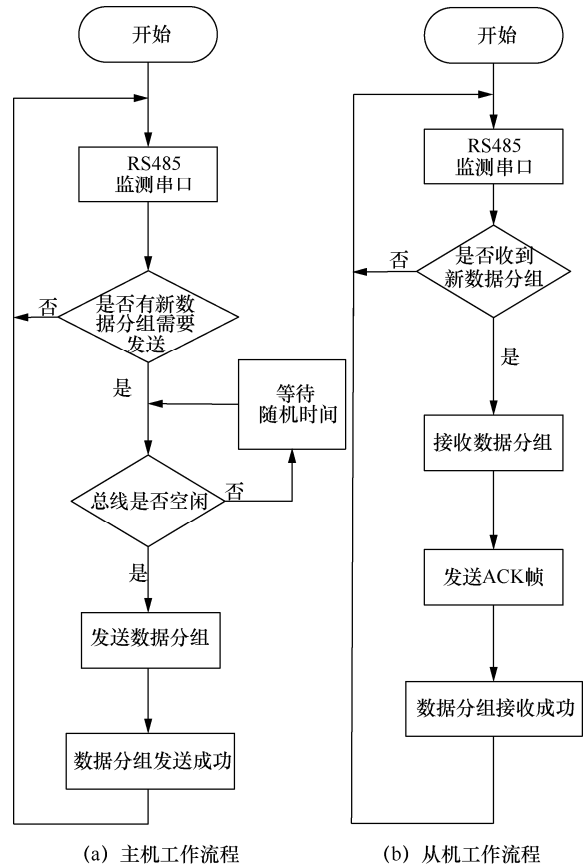 开始
RS485
监测串口
是否有新数
据分组需要
发送
否
是
等待
随机时间
总线是否空闲
否
是
发送数据分组
数据分组发送成功
(a) 主机工作流程
开始
RS485
监测串口
是否收到
新数据分组
否
是
接收数据分组
发送ACK帧
数据分组接收成功
(b) 从机工作流程